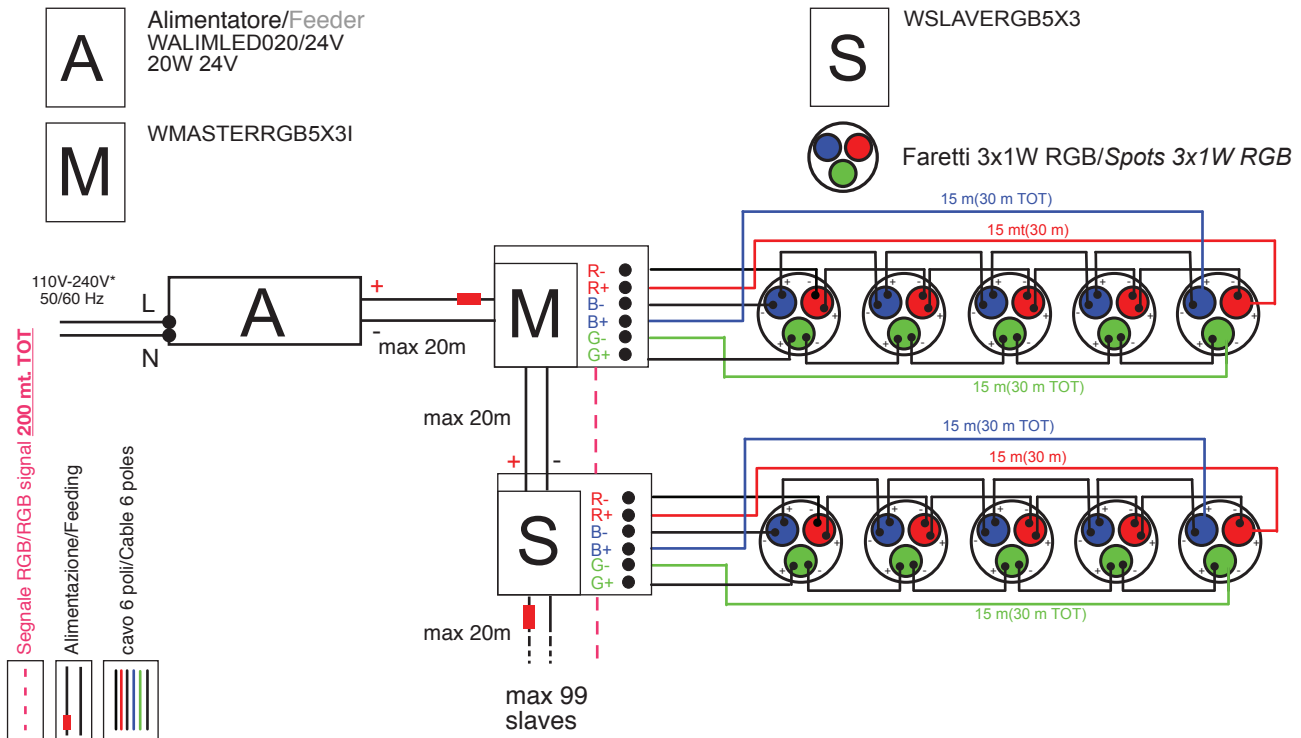 A
Alimentatore/Feeder
WALIMLED020/24V
20W 24V
M
WMASTERRGB5X3I
S
WSLAVERGB5X3
Faretti 3x1W RGB/Spots 3x1W RGB
15 m(30 m TOT)
15 mt(30 m)
110V-240V*
50/60 Hz
L
N
A
+
-
max 20m
M
R-
R+
B-
B+
G-
G+
+ - + - + - + - + -
- + - + - + - + - +
+ - + - + - + - + -
15 m(30 m TOT)
max 20m
+ -
S
R-
R+
B-
B+
G-
G+
15 m(30 m TOT)
15 mt(30 m)
+ - + - + - + - + -
- + - + - + - + - +
+ - + - + - + - + -
15 m(30 m TOT)
max 20m
max 99
slaves
Segnale RGB/RGB signal 200 mt. TOT
Alimentazione/Feeding
cavo 6 poli/Cable 6 poles